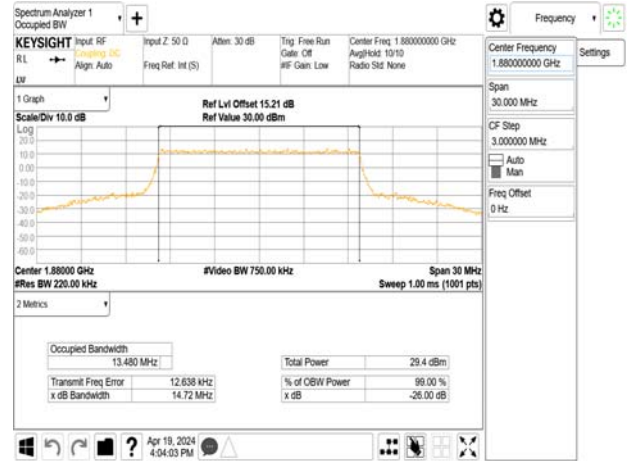 Spectrum Analyzer 1
Occupied BW
+
Frequency
KEYSIGHT
RL
Input: RF
Coupling: DC
Align: Auto
Input Z: 50 Ω
Freq Ref: Int (S)
Atten: 30 dB
Trig: Free Run
Gate: Off
#IF Gain: Low
Center Freq: 1.880000000 GHz
Avg|Hold: 10/10
Radio Std: None
Center Frequency
1.880000000 GHz
Settings
Span
30.000 MHz
CF Step
3.000000 MHz
Auto
Man
Freq Offset
0 Hz
1 Graph
Scale/Div 10.0 dB
Ref Lvl Offset 15.21 dB
Ref Value 30.00 dBm
Log
20.0
10.0
0.00
-10.0
-20.0
-30.0
-40.0
-50.0
-60.0
Center 1.88000 GHz
#Video BW 750.00 kHz
Span 30 MHz
#Res BW 220.00 kHz
Sweep 1.00 ms (1001 pts)
2 Metrics
Occupied Bandwidth
13.480 MHz
Total Power 29.4 dBm
Transmit Freq Error 12.638 kHz
% of OBW Power 99.00 %
x dB Bandwidth 14.72 MHz
x dB -26.00 dB
?
Apr 19, 2024
4:04:03 PM